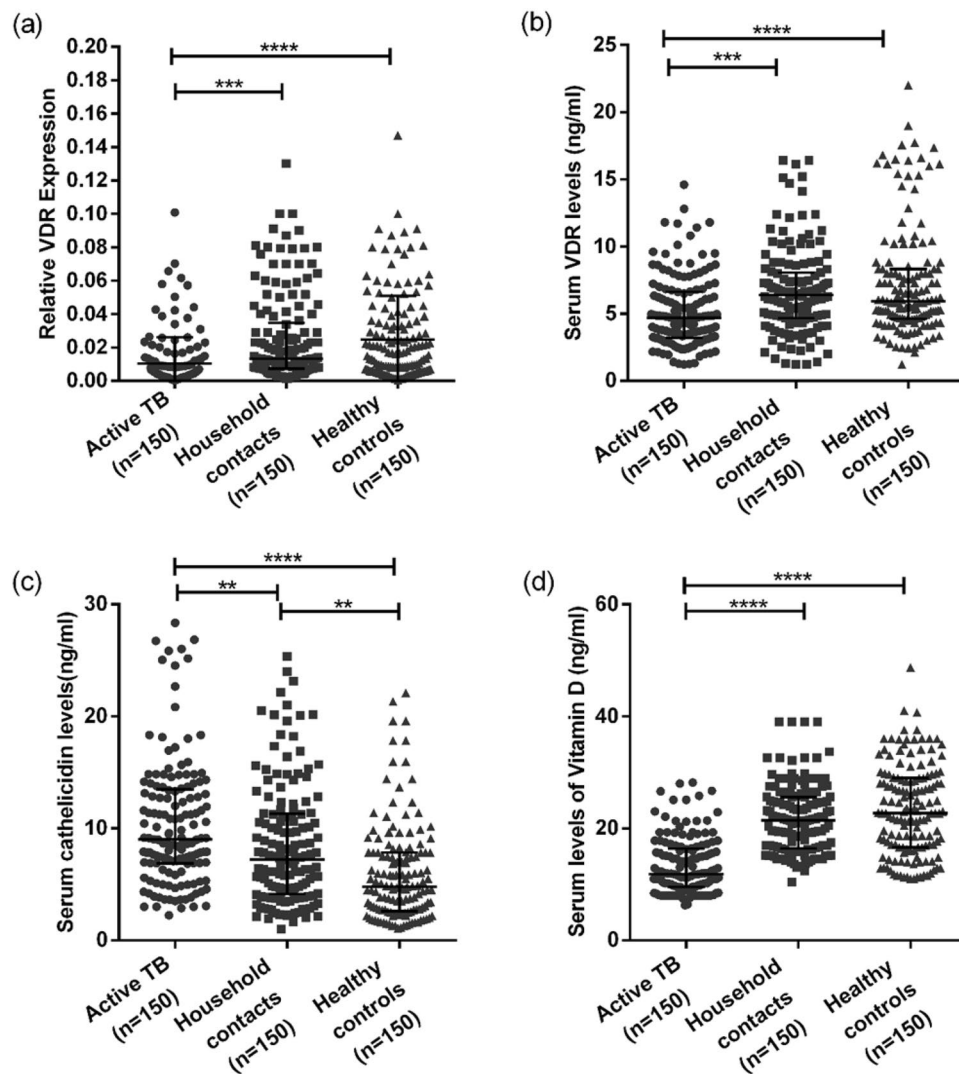 (a)
Relative VDR Expression
0.20
0.18
0.16
0.14
0.12
0.10
0.08
0.06
0.04
0.02
0.00
****
***
Active TB
(n=150)
Household
contacts
(n=150)
Healthy
controls
(n=150)
(b)
Serum VDR levels (ng/ml)
25
20
15
10
5
0
****
***
Active TB
(n=150)
Household
contacts
(n=150)
Healthy
controls
(n=150)
(c)
Serum cathelicidin levels(ng/ml)
30
20
10
0
****
**
**
Active TB
(n=150)
Household
contacts
(n=150)
Healthy
controls
(n=150)
(d)
Serum levels of Vitamin D (ng/ml)
60
40
20
0
****
****
Active TB
(n=150)
Household
contacts
(n=150)
Healthy
controls
(n=150)